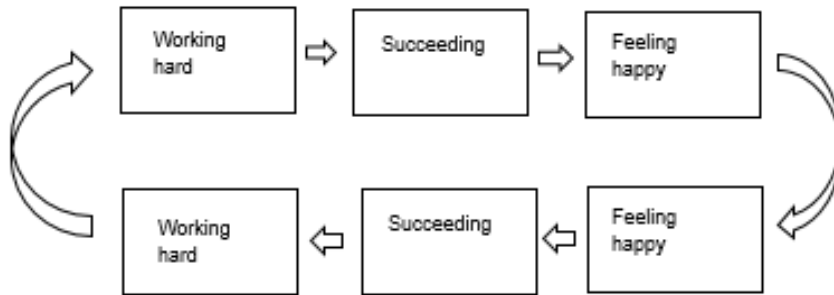 Working
hard
Succeeding
Feeling
happy
Working
hard
Succeeding
Feeling
happy